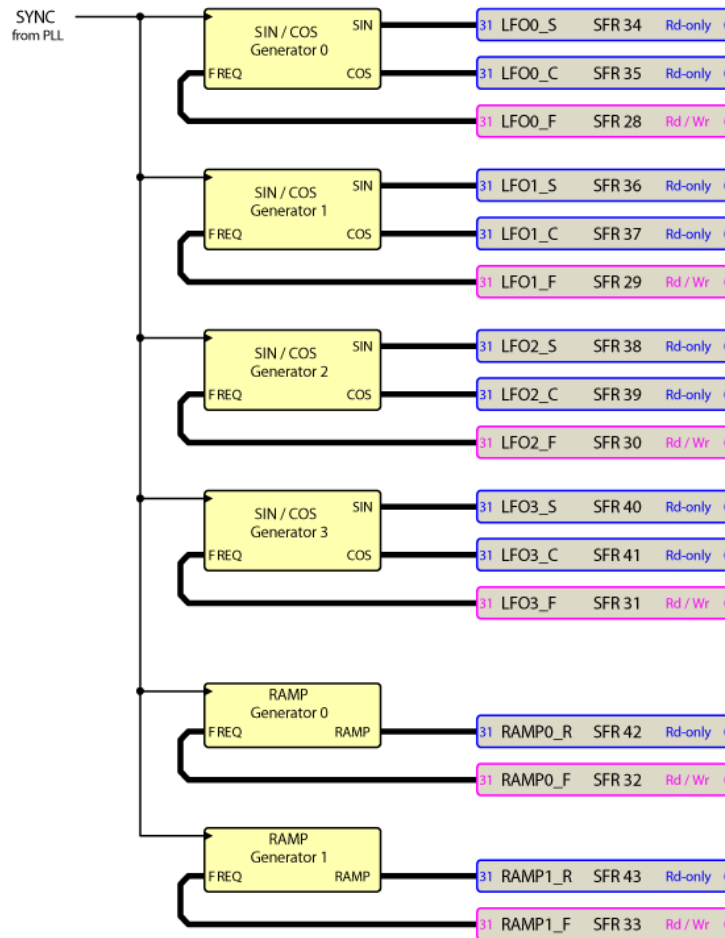 SYNC
from PLL
SIN / COS
Generator 0
SIN
COS
FREQ
31 LFO0_S SFR 34 Rd-only
31 LFO0_C SFR 35 Rd-only
31 LFO0_F SFR 28 Rd / Wr
SIN / COS
Generator 1
SIN
COS
FREQ
31 LFO1_S SFR 36 Rd-only
31 LFO1_C SFR 37 Rd-only
31 LFO1_F SFR 29 Rd / Wr
SIN / COS
Generator 2
SIN
COS
FREQ
31 LFO2_S SFR 38 Rd-only
31 LFO2_C SFR 39 Rd-only
31 LFO2_F SFR 30 Rd / Wr
SIN / COS
Generator 3
SIN
COS
FREQ
31 LFO3_S SFR 40 Rd-only
31 LFO3_C SFR 41 Rd-only
31 LFO3_F SFR 31 Rd / Wr
RAMP
Generator 0
FREQ
RAMP
31 RAMP0_R SFR 42 Rd-only
31 RAMP0_F SFR 32 Rd / Wr
RAMP
Generator 1
FREQ
RAMP
31 RAMP1_R SFR 43 Rd-only
31 RAMP1_F SFR 33 Rd / Wr